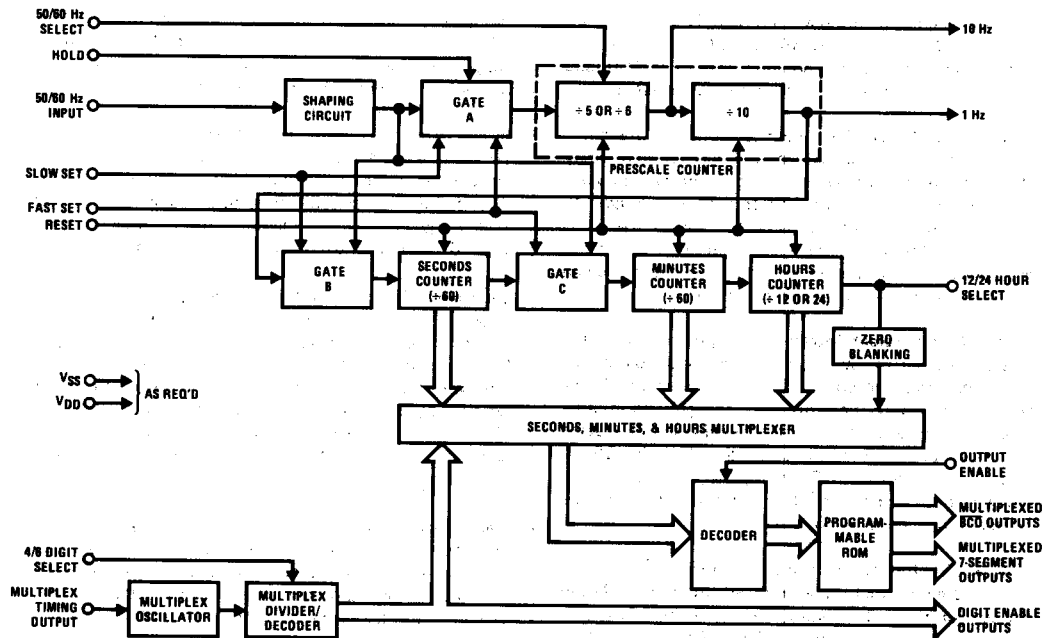 50/60 Hz
SELECT
10 Hz
HOLD
50/60 Hz
INPUT
SHAPING
CIRCUIT
GATE
A
÷5 OR ÷6
÷10
1 Hz
PRESCALE COUNTER
SLOW SET
FAST SET
RESET
GATE
B
SECONDS
COUNTER
(÷60)
GATE
C
MINUTES
COUNTER
(÷60)
HOURS
COUNTER
(÷12 OR 24)
12/24 HOUR
SELECT
ZERO
BLANKING
VSS
VDD
AS REQ'D
SECONDS, MINUTES, & HOURS MULTIPLEXER
OUTPUT
ENABLE
DECODER
PROGRAM-
MABLE
ROM
MULTIPLEXED
BCD OUTPUTS
MULTIPLEXED
7-SEGMENT
OUTPUTS
4/6 DIGIT
SELECT
MULTIPLEX
TIMING
OUTPUT
MULTIPLEX
OSCILLATOR
MULTIPLEX
DIVIDER/
DECODER
DIGIT ENABLE
OUTPUTS